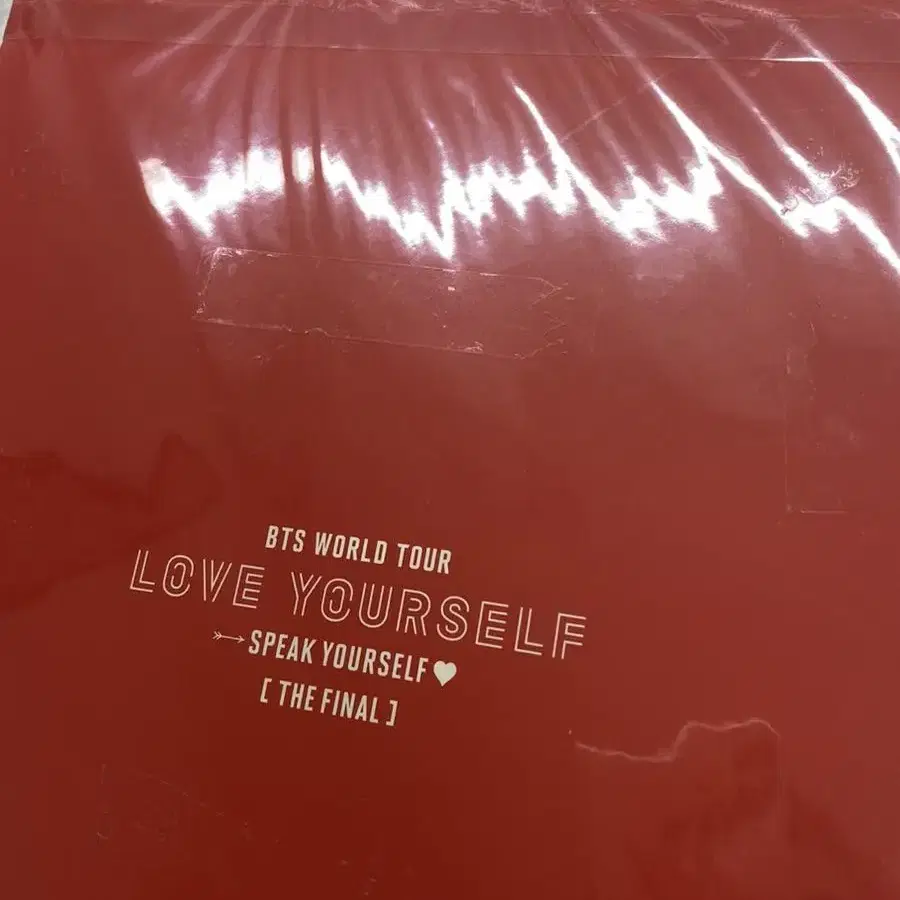 BTS WORLD TOUR
LOVE YOURSELF
SPEAK YOURSELF
[ THE FINAL ]